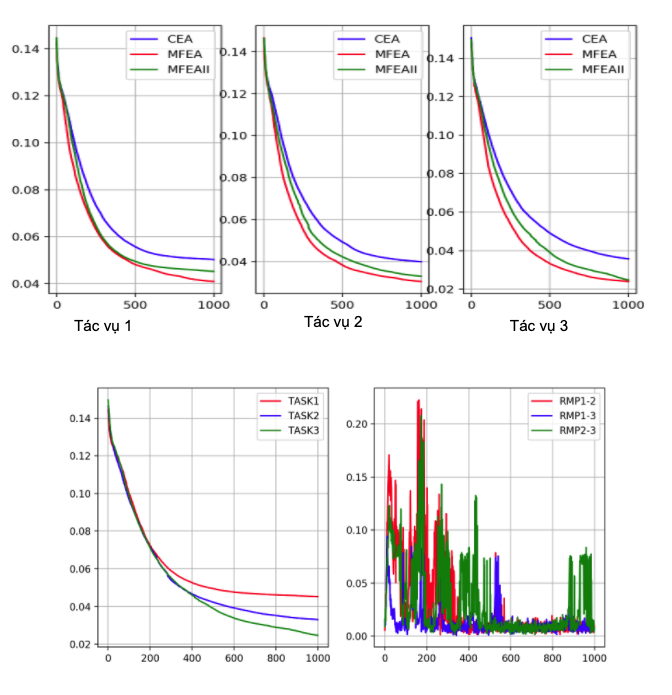 0.14
0.12
0.10
0.08
0.06
0.04
0 500 1000
CEA
MFEA
MFEAII
Tác vụ 1
0.14
0.12
0.10
0.08
0.06
0.04
0 500 1000
CEA
MFEA
MFEAII
Tác vụ 2
0.14
0.12
0.10
0.08
0.06
0.04
0.02
0 500 1000
CEA
MFEA
MFEAII
Tác vụ 3
0.14
0.12
0.10
0.08
0.06
0.04
0.02
0 200 400 600 800 1000
TASK1
TASK2
TASK3
0.20
0.15
0.10
0.05
0.00
0 200 400 600 800 1000
RMP1-2
RMP1-3
RMP2-3